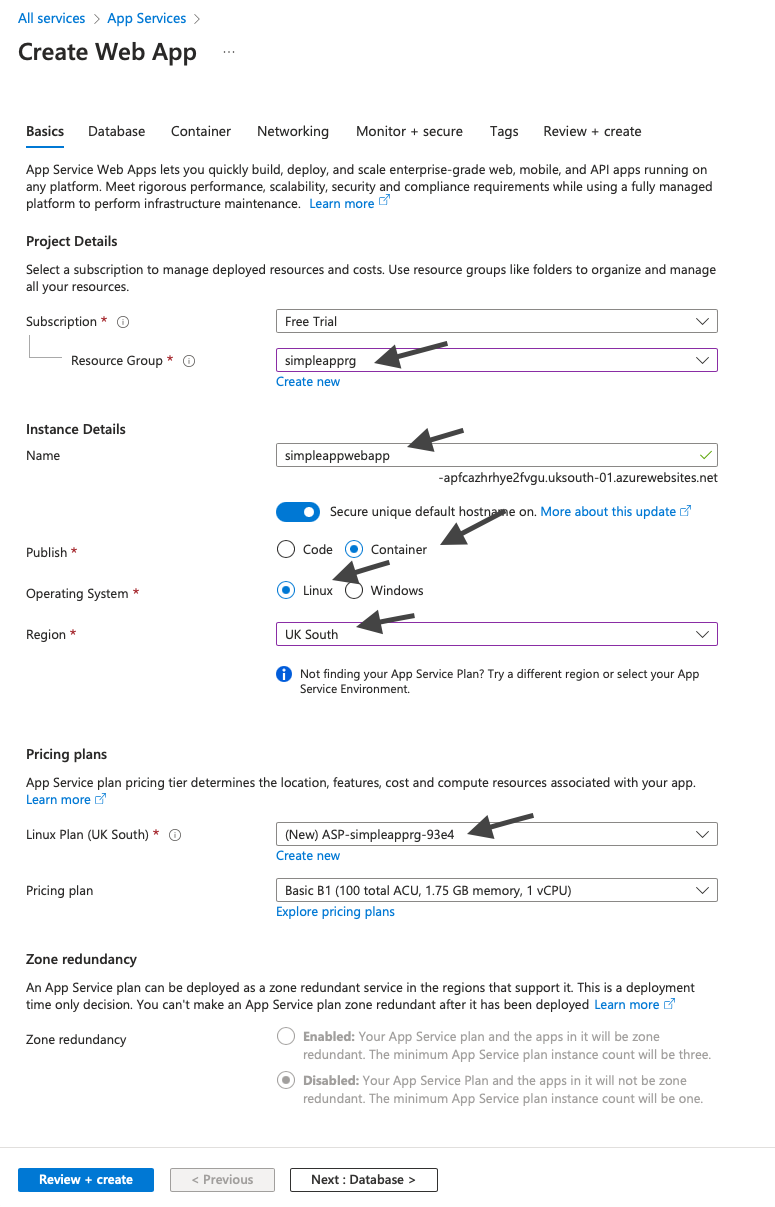 All services > App Services >
Create Web App ...
Basics Database Container Networking Monitor + secure Tags Review + create
App Service Web Apps lets you quickly build, deploy, and scale enterprise-grade web, mobile, and API apps running on
any platform. Meet rigorous performance, scalability, security and compliance requirements while using a fully managed
platform to perform infrastructure maintenance. Learn more
Project Details
Select a subscription to manage deployed resources and costs. Use resource groups like folders to organize and manage
all your resources.
Subscription * Free Trial
Resource Group * simpleapprg
Create new
Instance Details
Name simpleappwebapp
-apfcazhrhye2fvgu.uksouth-01.azurewebsites.net
Secure unique default hostname on. More about this update
Publish * Code Container
Operating System * Linux Windows
Region * UK South
Not finding your App Service Plan? Try a different region or select your App
Service Environment.
Pricing plans
App Service plan pricing tier determines the location, features, cost and compute resources associated with your app.
Learn more
Linux Plan (UK South) * (New) ASP-simpleapprg-93e4
Create new
Pricing plan Basic B1 (100 total ACU, 1.75 GB memory, 1 vCPU)
Explore pricing plans
Zone redundancy
An App Service plan can be deployed as a zone redundant service in the regions that support it. This is a deployment
time only decision. You can't make an App Service plan zone redundant after it has been deployed Learn more
Zone redundancy Enabled: Your App Service plan and the apps in it will be zone
redundant. The minimum App Service plan instance count will be three.
Disabled: Your App Service Plan and the apps in it will not be zone
redundant. The minimum App Service plan instance count will be one.
Review + create < Previous Next : Database >